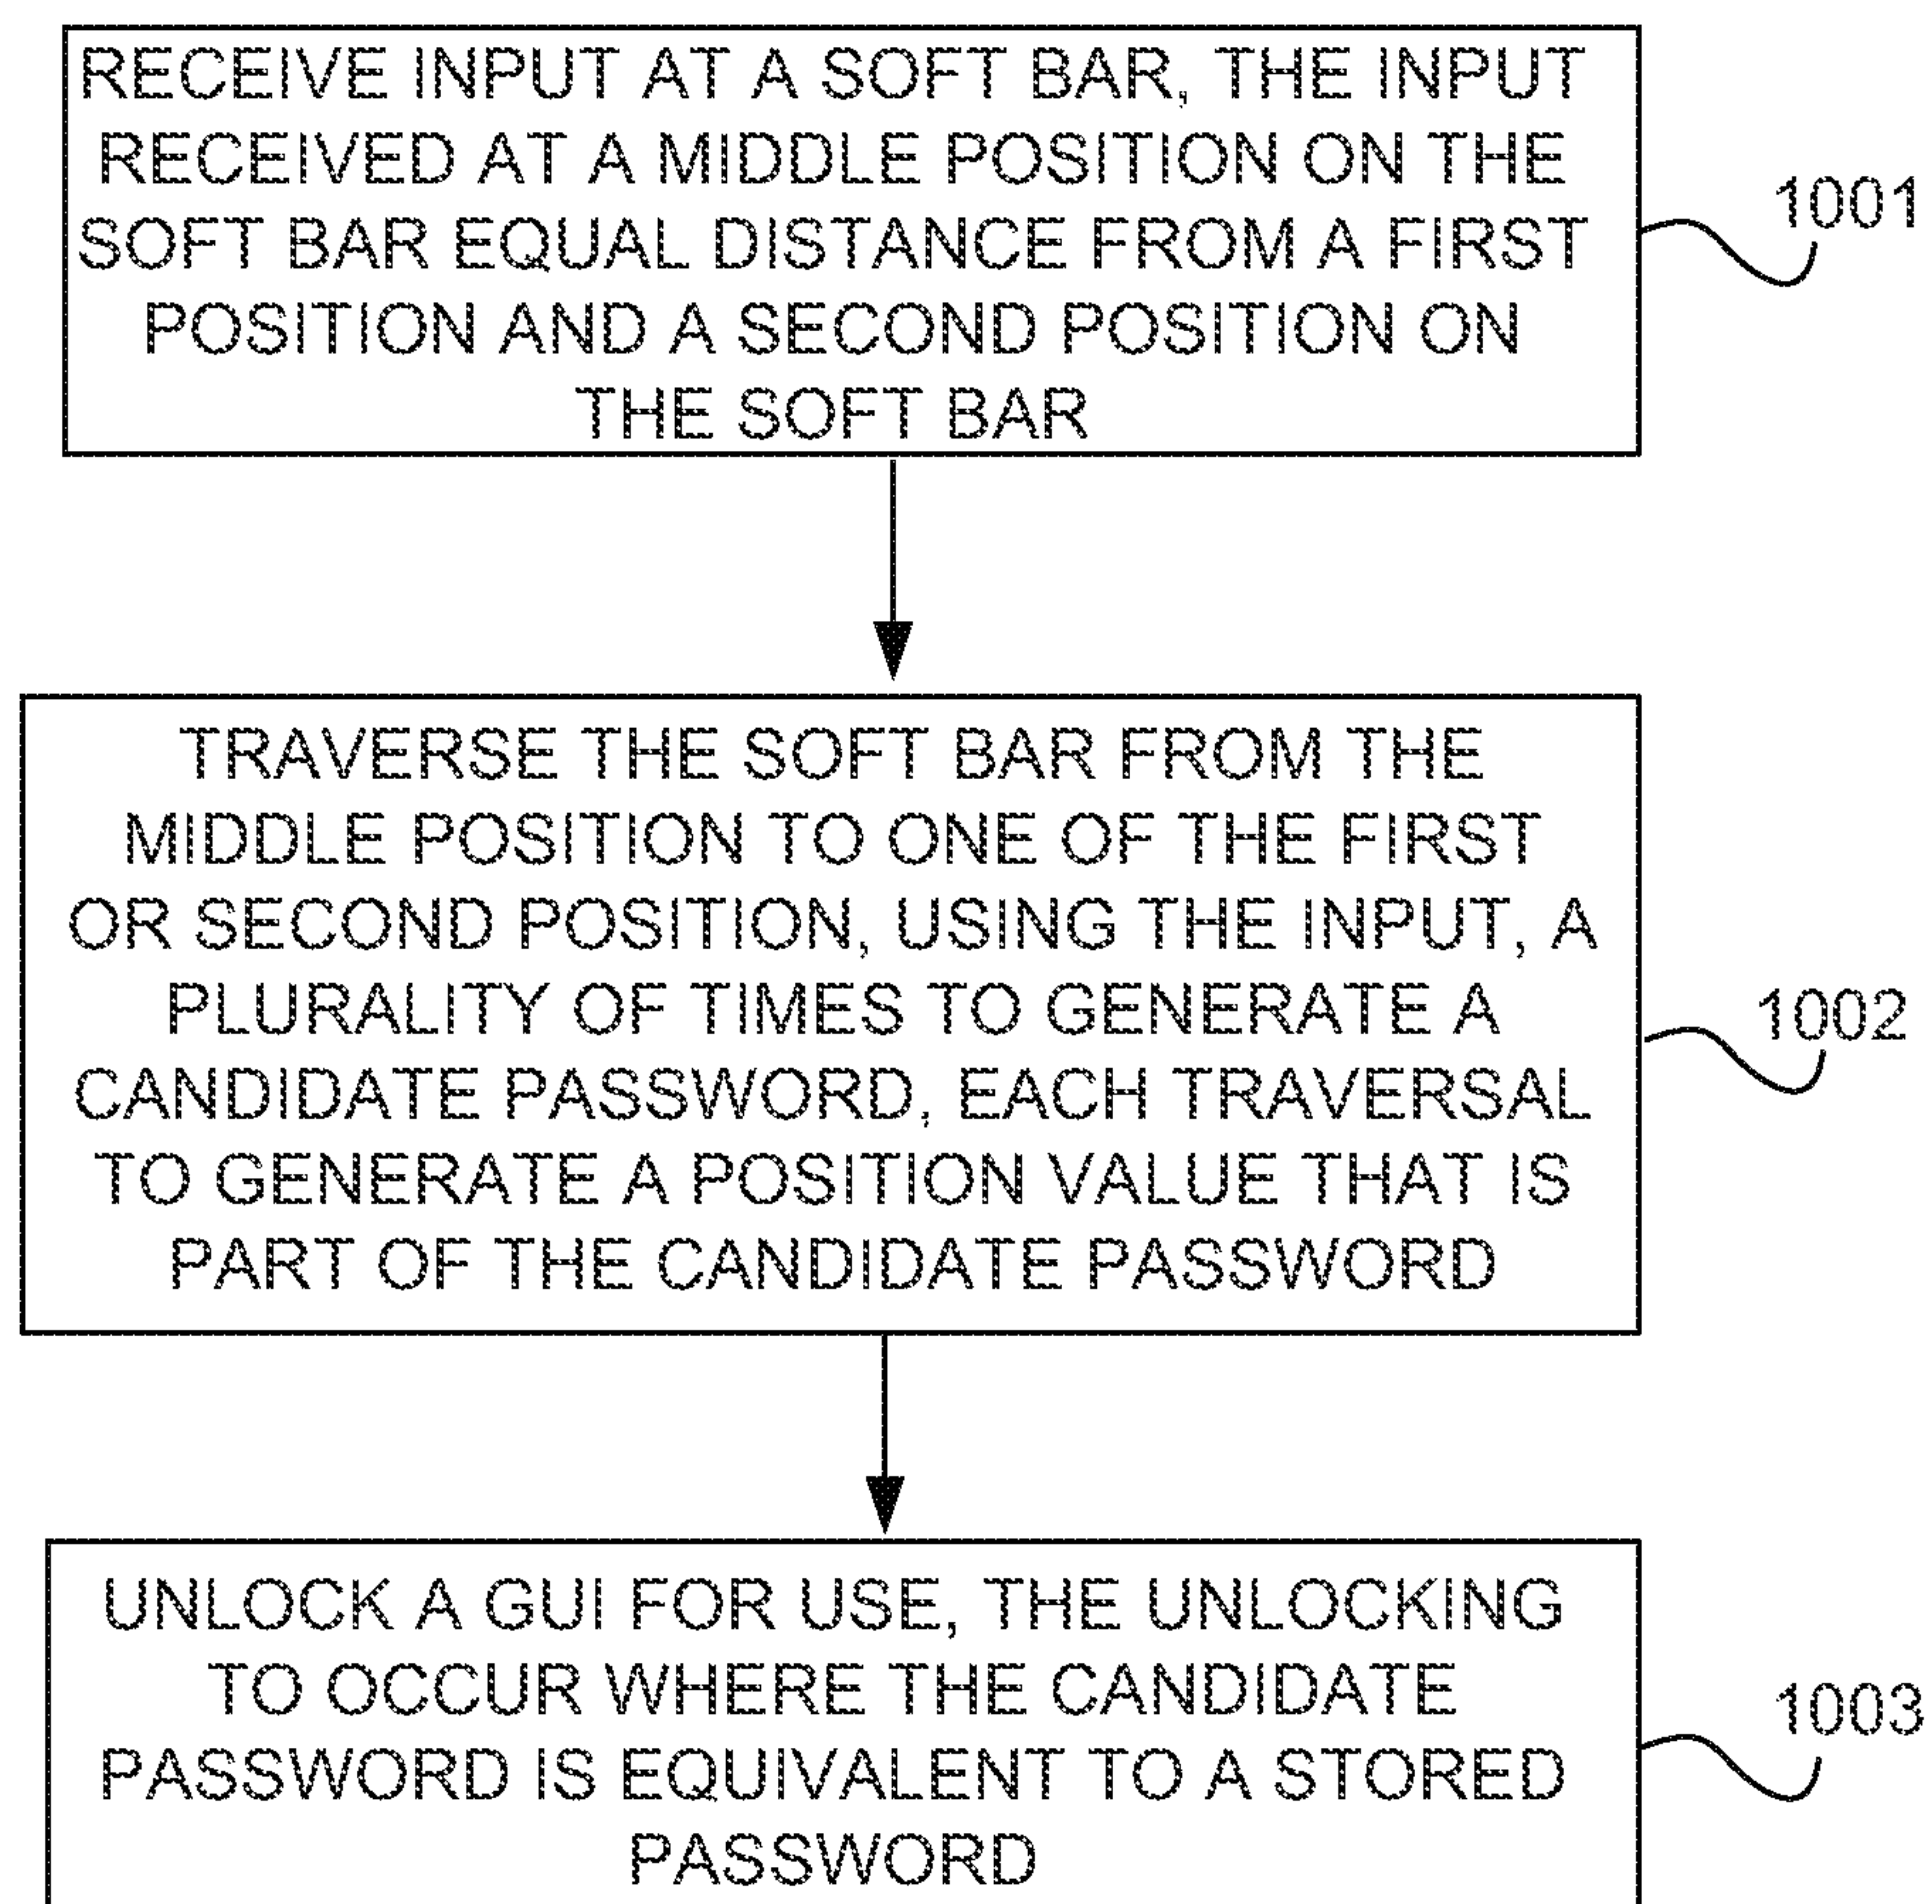 RECEIVE INPUT AT A SOFT BAR, THE INPUT
RECEIVED AT A MIDDLE POSITION ON THE
SOFT BAR EQUAL DISTANCE FROM A FIRST
POSITION AND A SECOND POSITION ON
THE SOFT BAR
1001
TRAVERSE THE SOFT BAR FROM THE
MIDDLE POSITION TO ONE OF THE FIRST
OR SECOND POSITION, USING THE INPUT, A
PLURALITY OF TIMES TO GENERATE A
CANDIDATE PASSWORD, EACH TRAVERSAL
TO GENERATE A POSITION VALUE THAT IS
PART OF THE CANDIDATE PASSWORD
1002
UNLOCK A GUI FOR USE, THE UNLOCKING
TO OCCUR WHERE THE CANDIDATE
PASSWORD IS EQUIVALENT TO A STORED
PASSWORD
1003